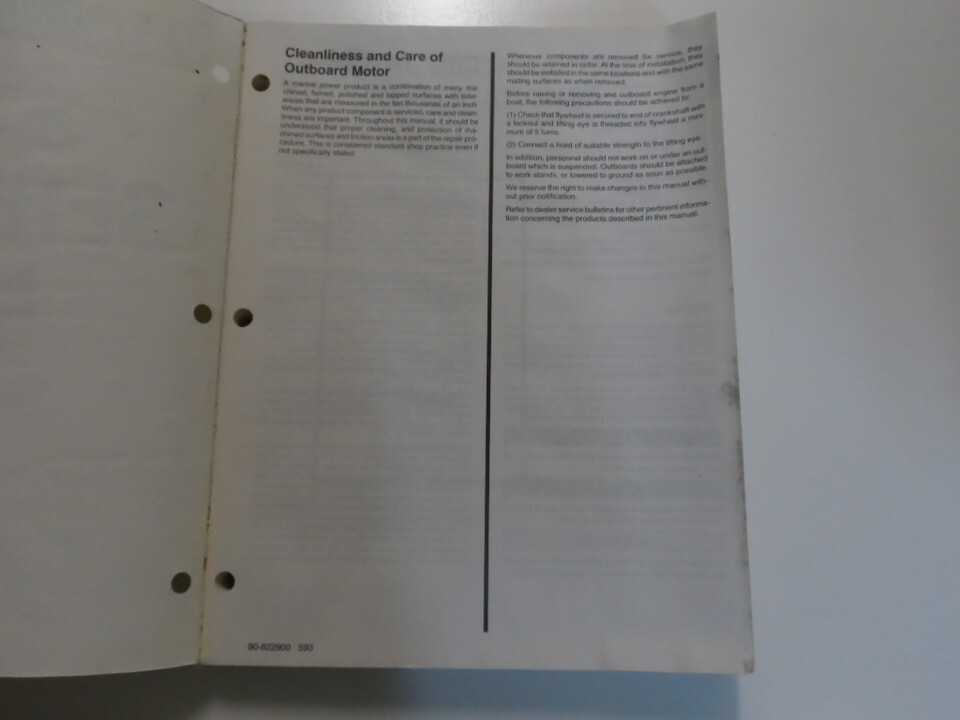 Cleanliness and Care of
Outboard Motor
A marine power product is a combination of many ma-
chined, honed, polished and lapped surfaces with toler-
ances that are measured in the ten thousands of an inch.
When any product component is serviced, care and clean-
liness are important. Throughout this manual, it should be
understood that proper cleaning, and protection of ma-
chined surfaces and friction areas is a part of the repair pro-
cedure. This is considered standard shop practice even if
not specifically stated.
Whenever components are removed for service, they
should be retained in order. At the time of installation, they
should be installed in the same locations and with the same
mating surfaces as when removed.
Before raising or removing and outboard engine from a
boat, the following precautions should be adhered to:
(1) Check that flywheel is secured to end of crankshaft with
a locknut and lifting eye is threaded into flywheel a mini-
mum of 5 turns.
(2) Connect a hoist of suitable strength to the lifting eye.
In addition, personnel should not work on or under an out-
board which is suspended. Outboards should be attached
to work stands, or lowered to ground as soon as possible.
We reserve the right to make changes to this manual with-
out prior notification.
Refer to dealer service bulletins for other pertinent informa-
tion concerning the products described in this manual.
90-822900 593